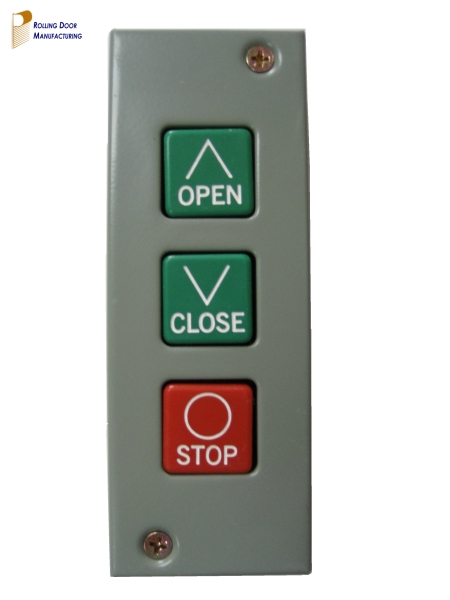 Rolling Door
Manufacturing
OPEN
CLOSE
STOP